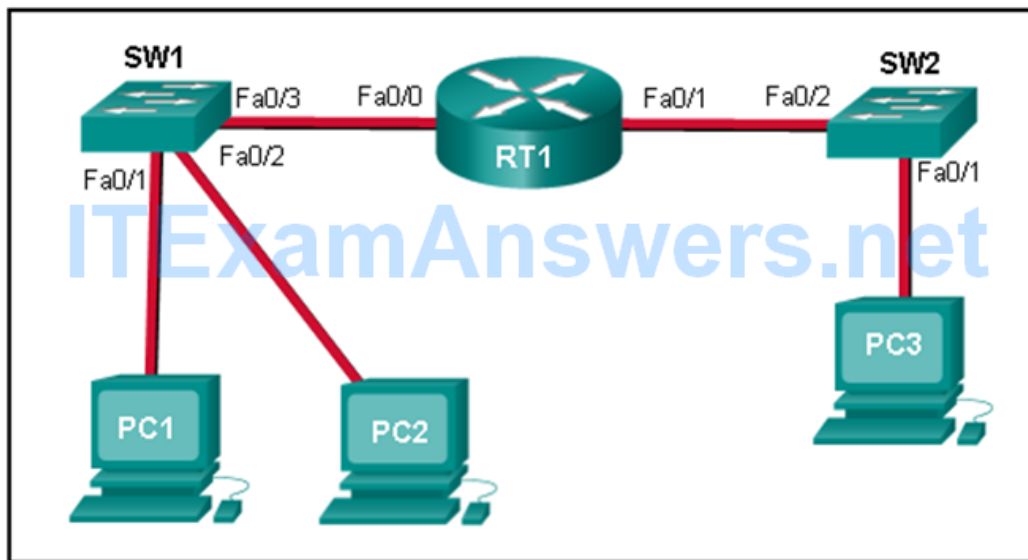 SW1
SW2
Fa0/3
Fa0/0
Fa0/1
Fa0/2
RT1
Fa0/2
Fa0/1
Fa0/1
ITExamAnswers.net
PC3
PC1
PC2